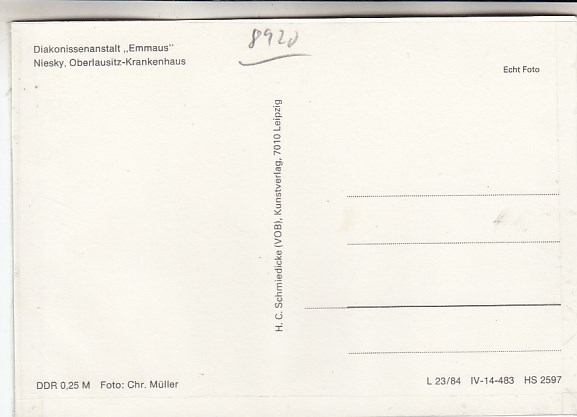 Diakonissenanstalt „Emmaus"
Niesky, Oberlausitz-Krankenhaus
8920
Echt Foto
H. C. Schmiedicke (VOB), Kunstverlag, 7010 Leipzig
DDR 0,25 M Foto: Chr. Müller
L 23/84 IV-14-483 HS 2597